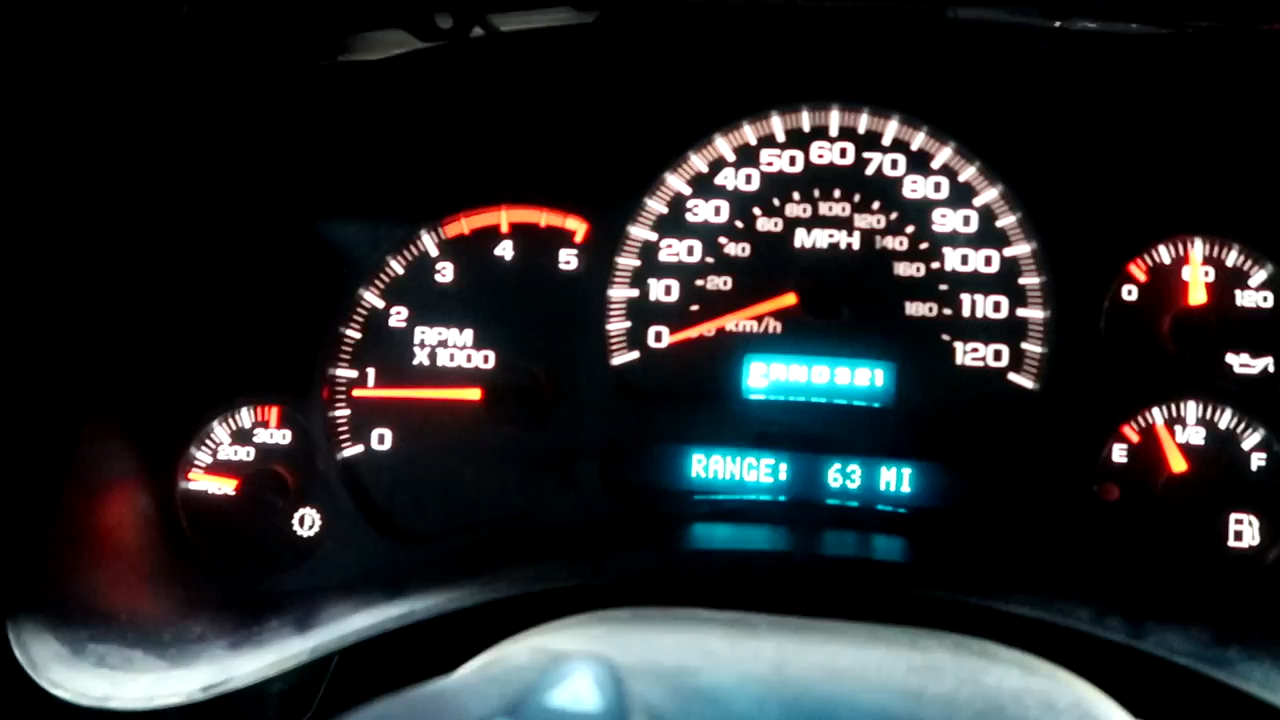 0 1 2 3 4 5
RPM
X1000
200 300
0 10 20 30 40 50 60 70 80 90 100 110 120
20 40 60 80 100 120 140 160 180
MPH
km/h
RANGE: 63 MI
0 60 120
E 1/2 F